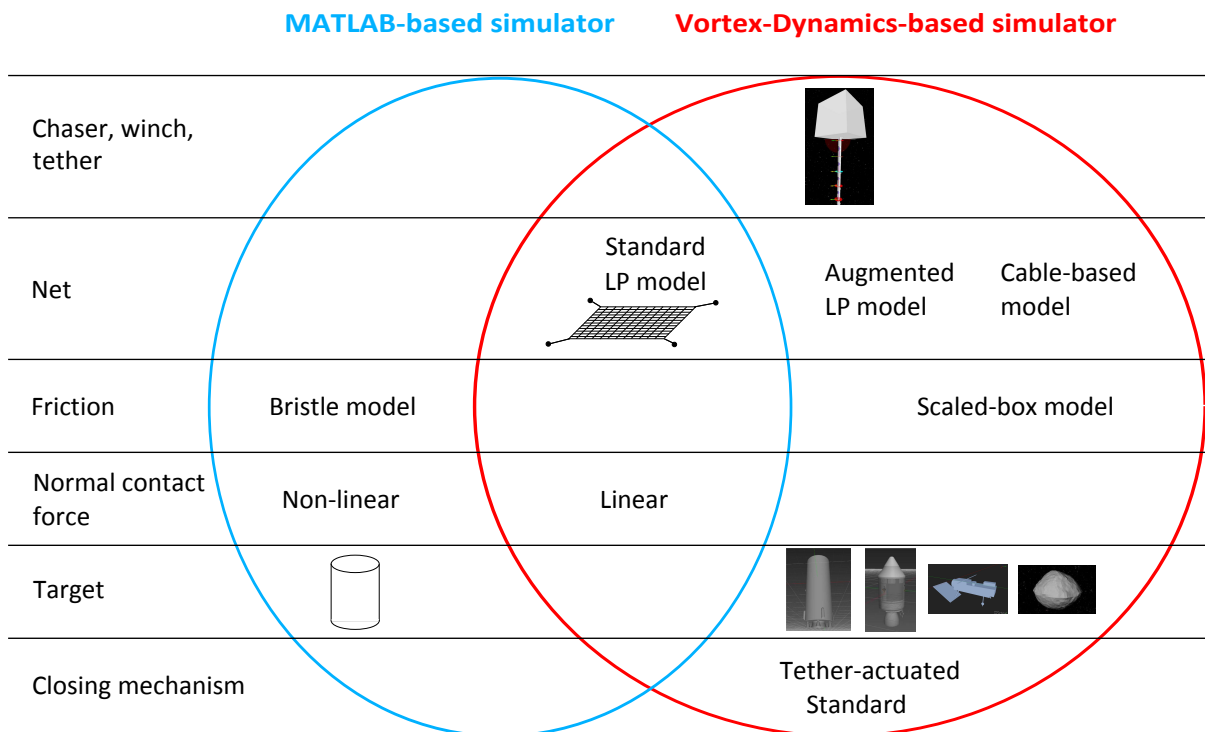 MATLAB-based simulator
Vortex-Dynamics-based simulator
Chaser, winch,
tether
Net
Standard
LP model
Augmented
LP model
Cable-based
model
Friction
Bristle model
Scaled-box model
Normal contact
force
Non-linear
Linear
Target
Closing mechanism
Tether-actuated
Standard